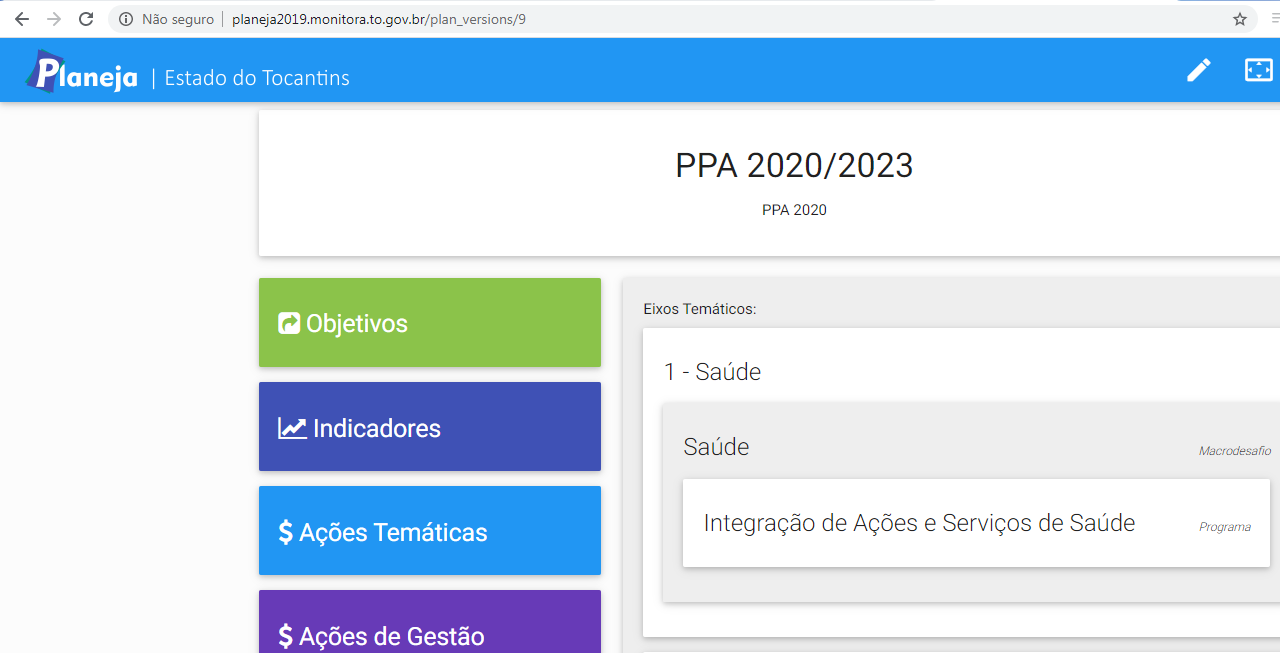 Não seguro | planeja2019.monitora.to.gov.br/plan_versions/9
Planeja | Estado do Tocantins
PPA 2020/2023
PPA 2020
Objetivos
Indicadores
$ Ações Temáticas
$ Ações de Gestão
Eixos Temáticos:
1 - Saúde
Saúde
Macrodesafio
Integração de Ações e Serviços de Saúde
Programa